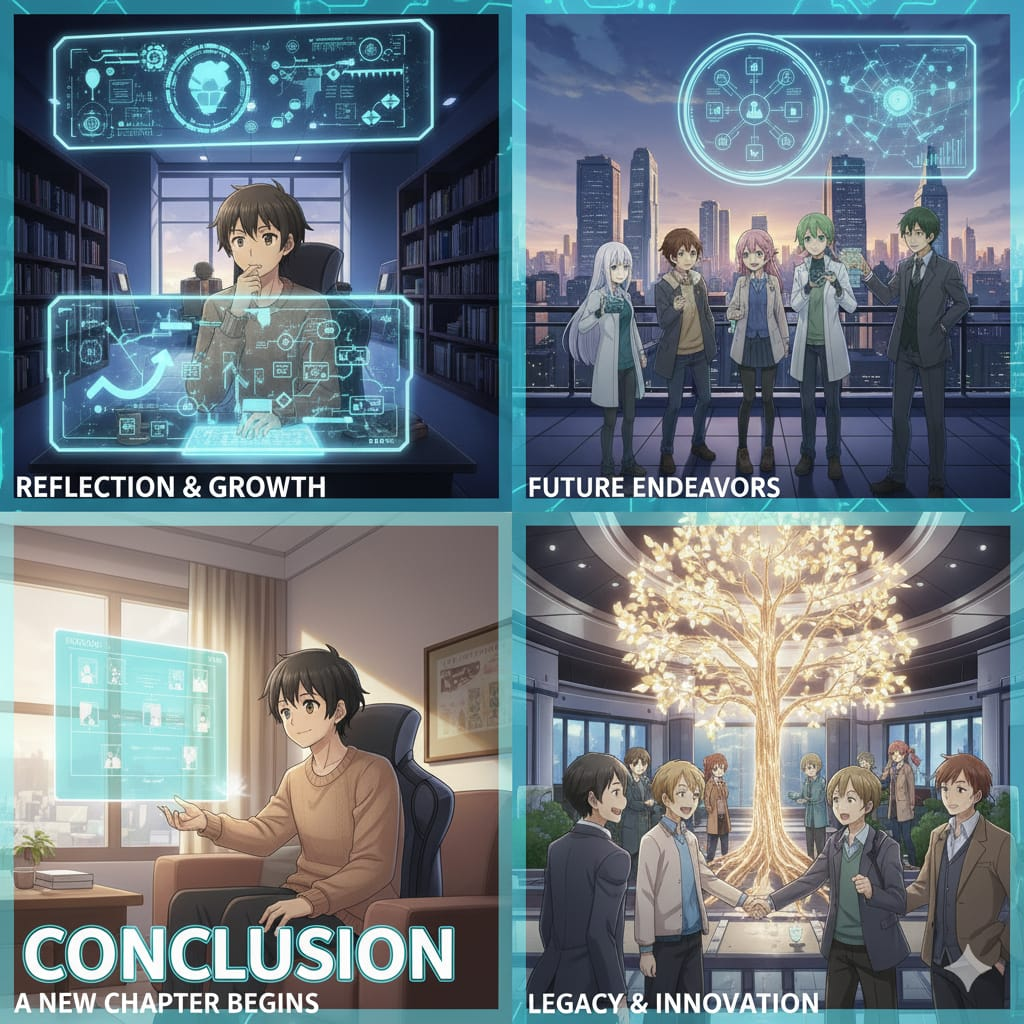 REFLECTION & GROWTH
FUTURE ENDEAVORS
CONCLUSION
A NEW CHAPTER BEGINS
LEGACY & INNOVATION